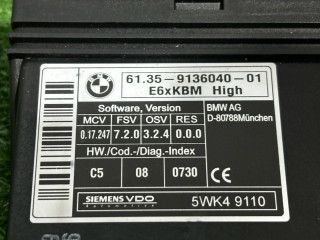 BMW
61.35-9136040-01
E6xKBM High
Software, Version
BMW AG
D-80788München
MCV FSV OSV RES
0.17.247 7.2.0 3.2.4 0.0.0
HW./Cod.-/Diag.-Index
C5 08 0730
SIEMENS VDO
Automotive
5WK4 9110